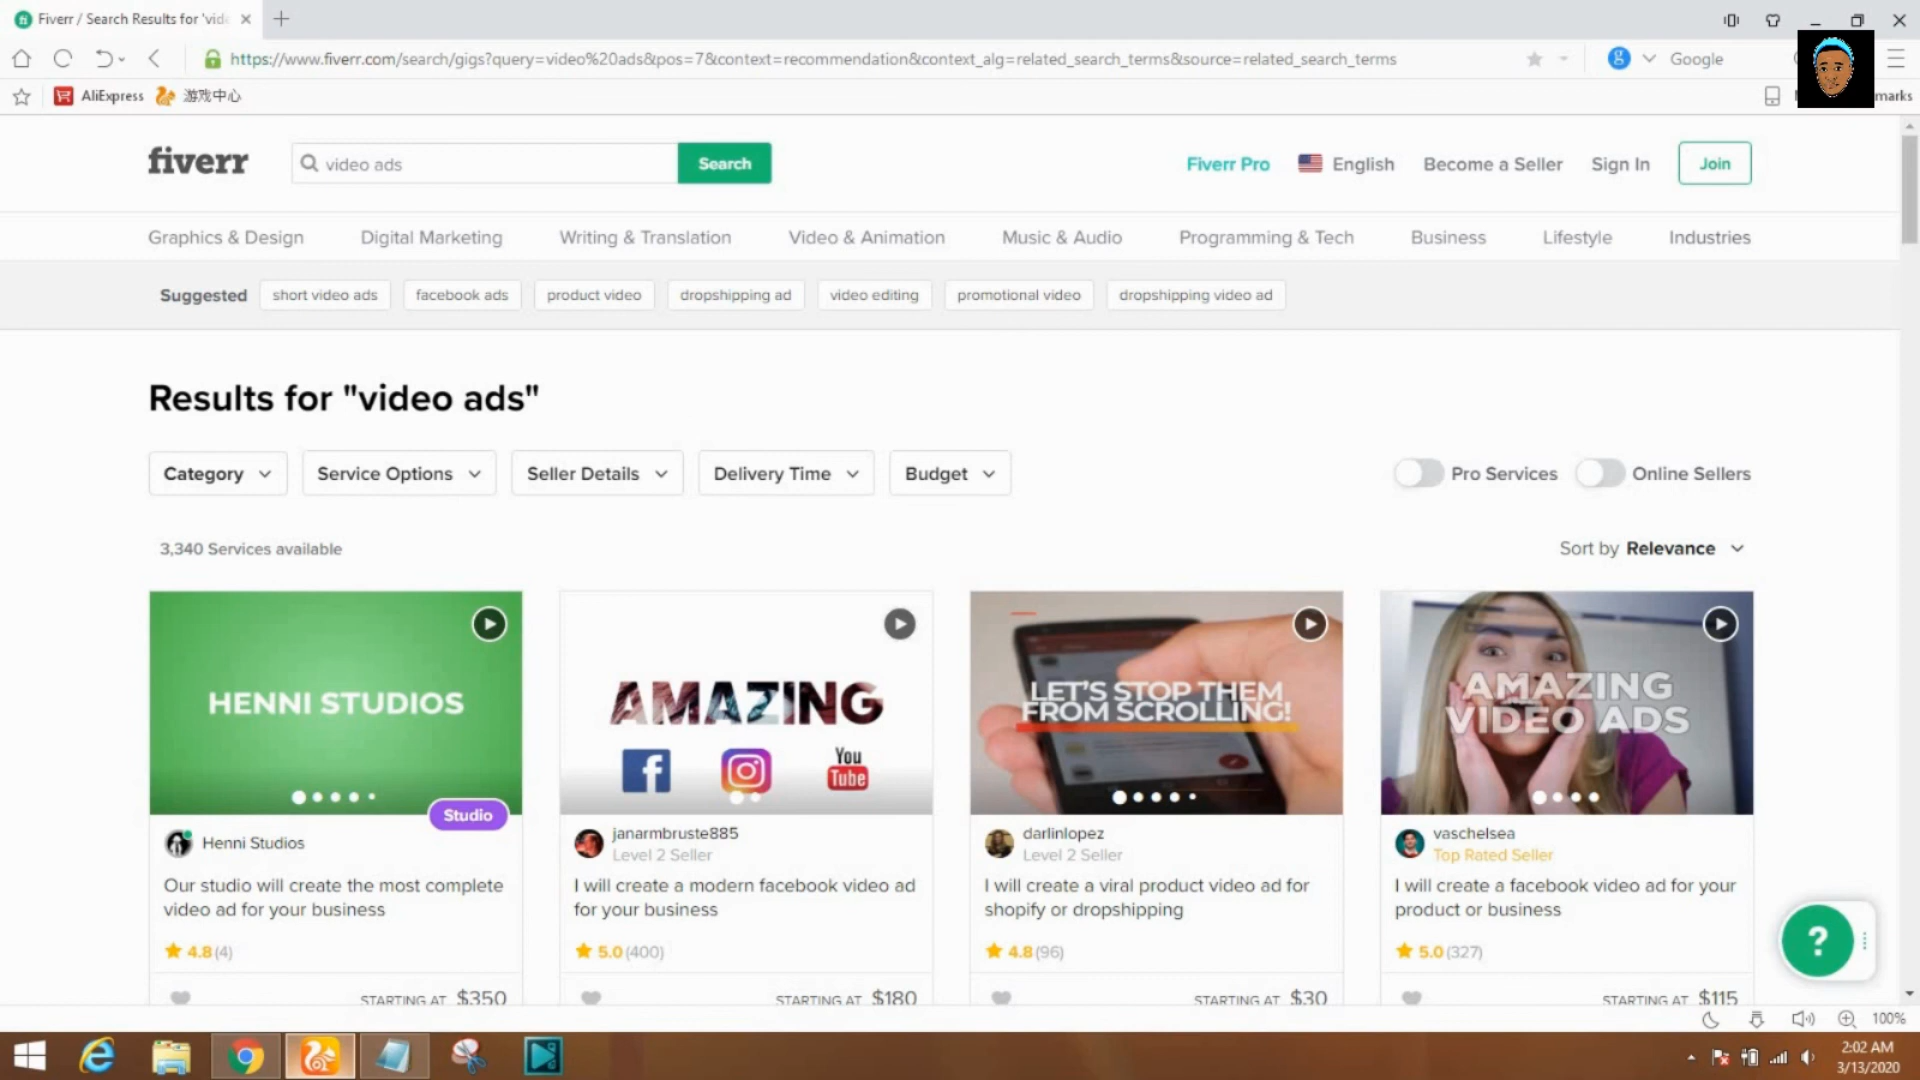 Fiverr / Search Results for 'vide
https://www.fiverr.com/search/gigs?query=video%20ads&pos=7&context=recommendation&context_alg=related_search_terms&source=related_search_terms
Google
AliExpress 游戏中心
marks
fiverr
video ads
Search
Fiverr Pro English Become a Seller Sign In Join
Graphics & Design Digital Marketing Writing & Translation Video & Animation Music & Audio Programming & Tech Business Lifestyle Industries
Suggested short video ads facebook ads product video dropshipping ad video editing promotional video dropshipping video ad
Results for "video ads"
Category Service Options Seller Details Delivery Time Budget Pro Services Online Sellers
3,340 Services available
Sort by Relevance
HENNI STUDIOS
Studio
Henni Studios
Our studio will create the most complete
video ad for your business
4.8 (4)
STARTING AT $350
AMAZING
You
Tube
janarmbruste885
Level 2 Seller
I will create a modern facebook video ad
for your business
5.0 (400)
STARTING AT $180
LET'S STOP THEM
FROM SCROLLING!
darlinlopez
Level 2 Seller
I will create a viral product video ad for
shopify or dropshipping
4.8 (96)
STARTING AT $30
AMAZING
VIDEO ADS
vaschelsea
Top Rated Seller
I will create a facebook video ad for your
product or business
5.0 (327)
STARTING AT $115
?
100%
2:02 AM
3/13/2020